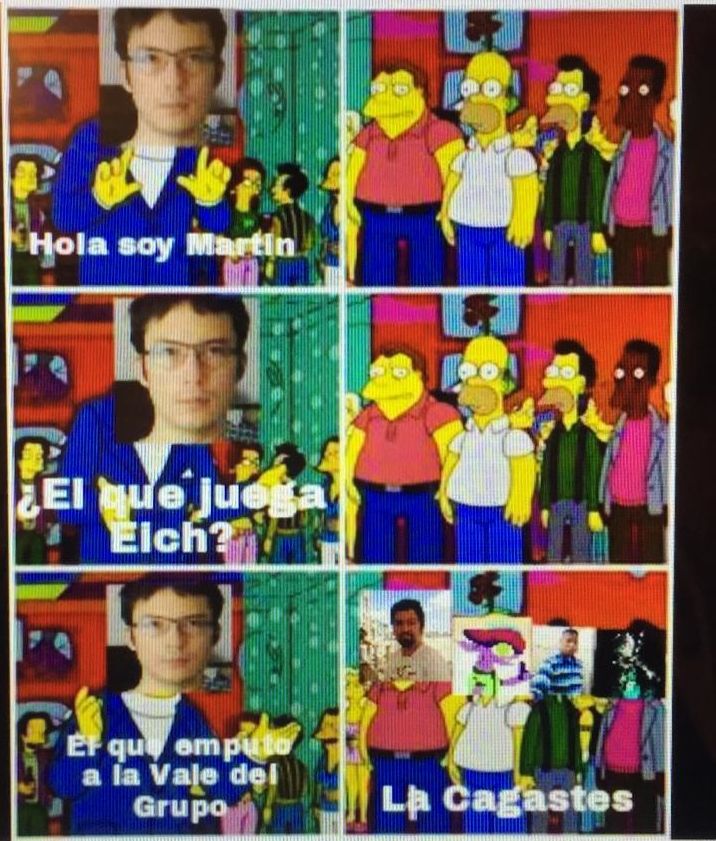 Hola soy Martin
¿El que juega
Eich?
El que emputo
a la Vale del
Grupo
La Cagastes